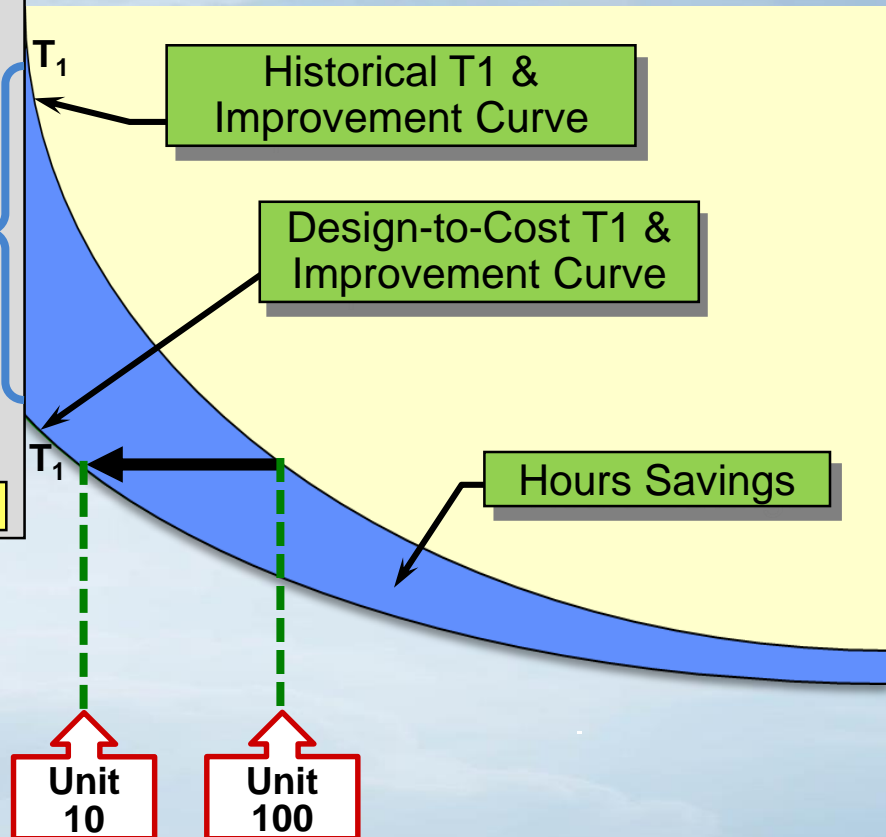 T1
Historical T1 &
Improvement Curve
Design-to-Cost T1 &
Improvement Curve
T1
Hours Savings
Unit
10
Unit
100